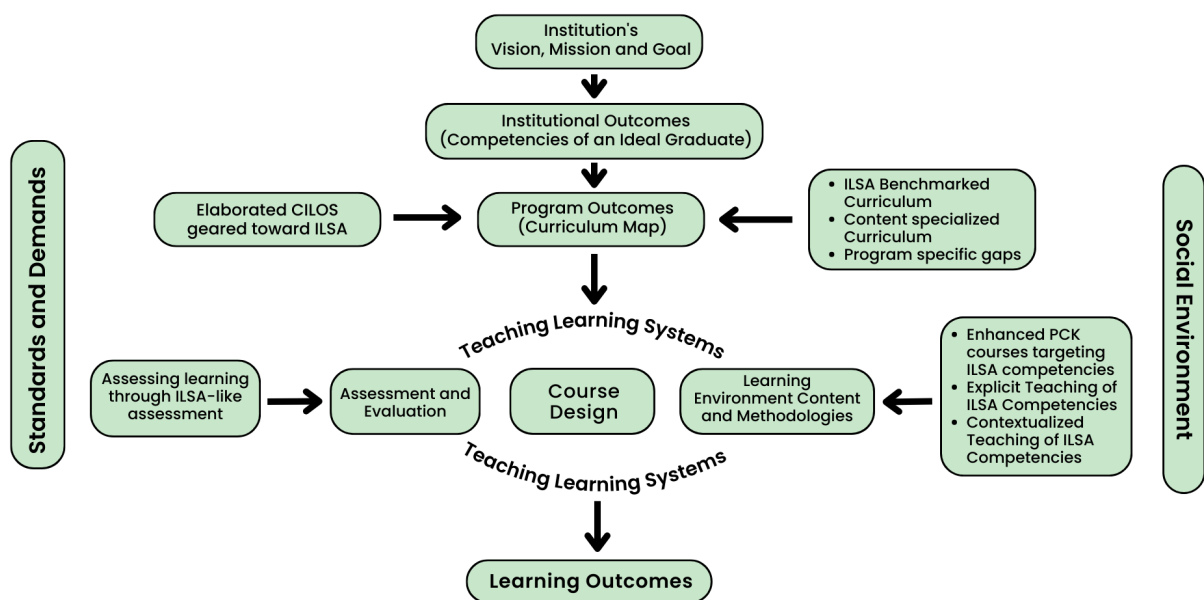 Institution's
Vision, Mission and Goal
Institutional Outcomes
(Competencies of an Ideal Graduate)
Standards and Demands
Elaborated CILOS
geared toward ILSA
Program Outcomes
(Curriculum Map)
• ILSA Benchmarked
Curriculum
• Content specialized
Curriculum
• Program specific gaps
Social Environment
Teaching Learning Systems
Assessing learning
through ILSA-like
assessment
Assessment and
Evaluation
Course
Design
Learning
Environment Content
and Methodologies
• Enhanced PCK
courses targeting
ILSA competencies
• Explicit Teaching of
ILSA Competencies
• Contextualized
Teaching of ILSA
Competencies
Teaching Learning Systems
Learning Outcomes